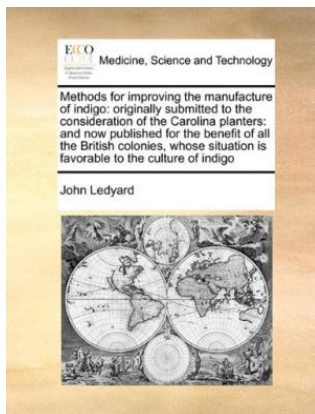 ECCO
Medicine, Science and Technology
Methods for improving the manufacture
of indigo: originally submitted to the
consideration of the Carolina planters:
and now published for the benefit of all
the British colonies, whose situation is
favorable to the culture of indigo
John Ledyard